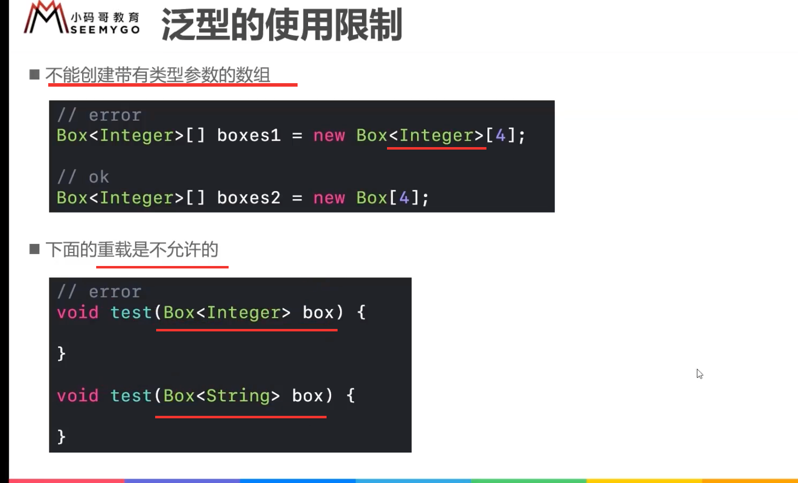 小码哥教育
SEEMYGO
泛型的使用限制
■ 不能创建带有类型参数的数组
// error
Box<Integer>[] boxes1 = new Box<Integer>[4];
// ok
Box<Integer>[] boxes2 = new Box[4];
■ 下面的重载是不允许的
// error
void test(Box<Integer> box) {
}
void test(Box<String> box) {
}